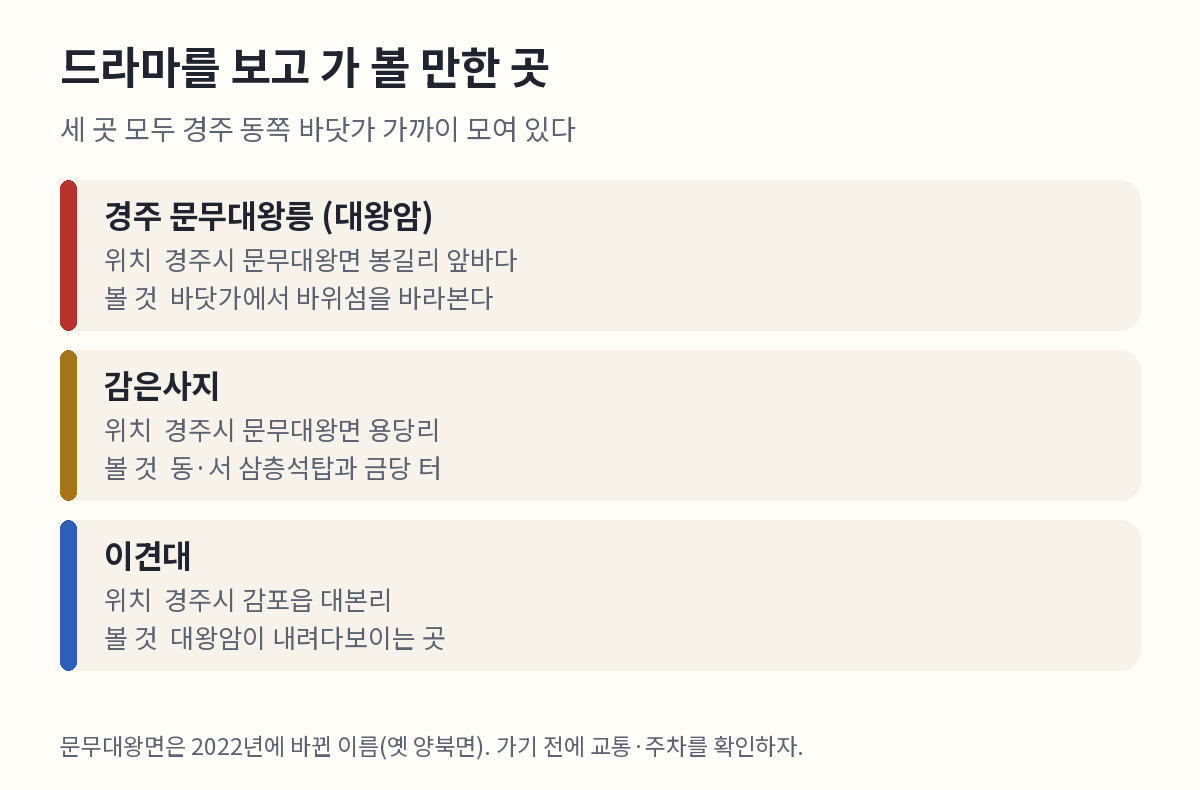 드라마를 보고 가 볼 만한 곳
세 곳 모두 경주 동쪽 바닷가 가까이 모여 있다
경주 문무대왕릉 (대왕암)
위치 경주시 문무대왕면 봉길리 앞바다
볼 것 바닷가에서 바위섬을 바라본다
감은사지
위치 경주시 문무대왕면 용당리
볼 것 동·서 삼층석탑과 금당 터
이견대
위치 경주시 감포읍 대본리
볼 것 대왕암이 내려다보이는 곳
문무대왕면은 2022년에 바뀐 이름(옛 양북면). 가기 전에 교통·주차를 확인하자.